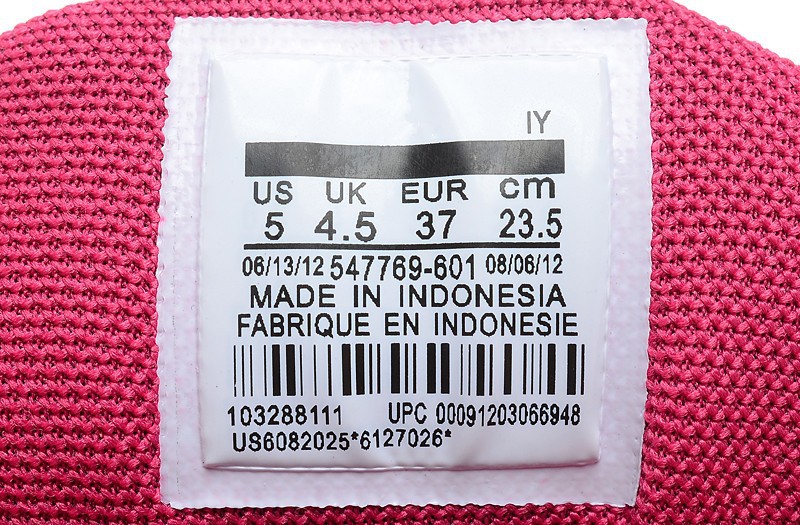 IY
US UK EUR cm
5 4.5 37 23.5
06/13/12 547769-601 08/06/12
MADE IN INDONESIA
FABRIQUE EN INDONESIE
103288111 UPC 00091203066948
US6082025*6127026*